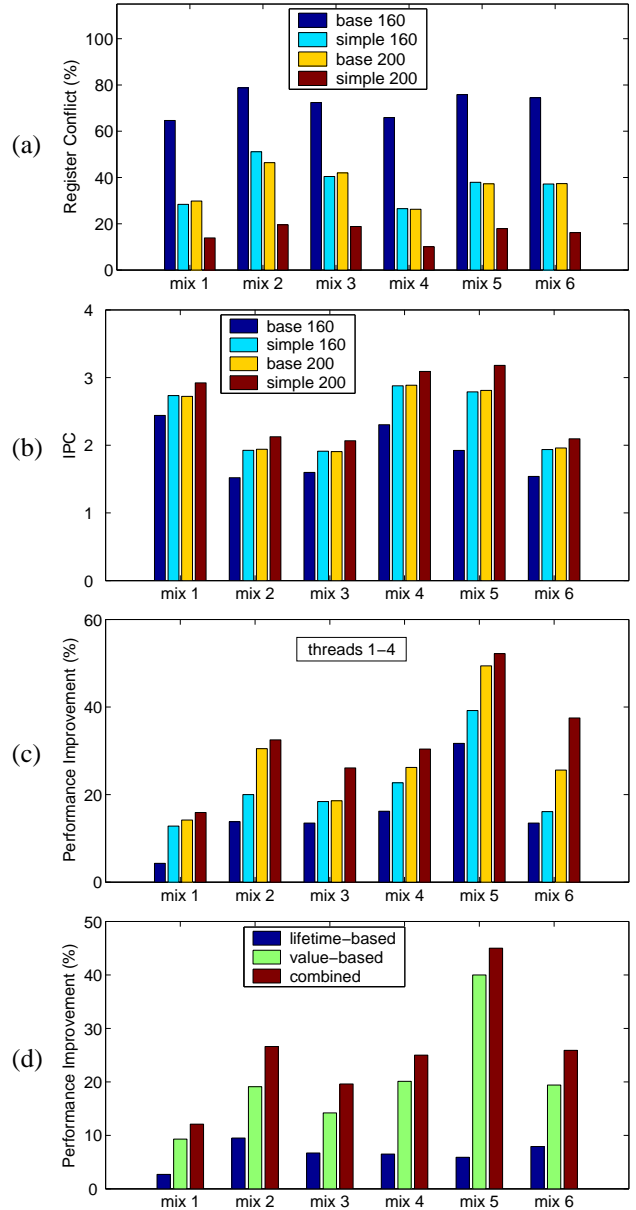 (a)
Register Conflict (%)
100
80
60
40
20
0
base 160
simple 160
base 200
simple 200
mix 1 mix 2 mix 3 mix 4 mix 5 mix 6
(b)
IPC
4
3
2
1
0
base 160
simple 160
base 200
simple 200
mix 1 mix 2 mix 3 mix 4 mix 5 mix 6
(c)
Performance Improvement (%)
60
40
20
0
threads 1−4
mix 1 mix 2 mix 3 mix 4 mix 5 mix 6
(d)
Performance Improvement (%)
50
40
30
20
10
0
lifetime−based
value−based
combined
mix 1 mix 2 mix 3 mix 4 mix 5 mix 6